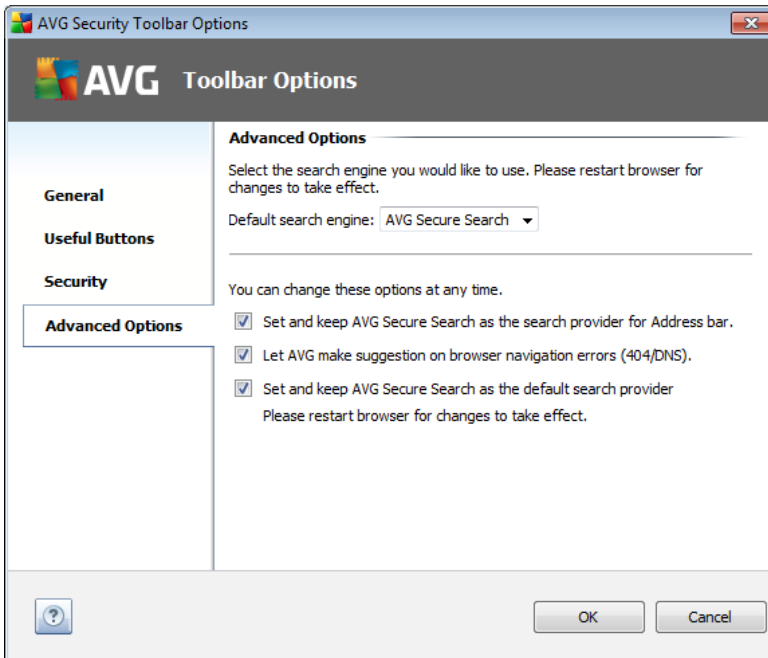 AVG Security Toolbar Options
AVG Toolbar Options
General
Useful Buttons
Security
Advanced Options
Advanced Options
Select the search engine you would like to use. Please restart browser for
changes to take effect.
Default search engine: AVG Secure Search
You can change these options at any time.
Set and keep AVG Secure Search as the search provider for Address bar.
Let AVG make suggestion on browser navigation errors (404/DNS).
Set and keep AVG Secure Search as the default search provider
Please restart browser for changes to take effect.
?
OK
Cancel